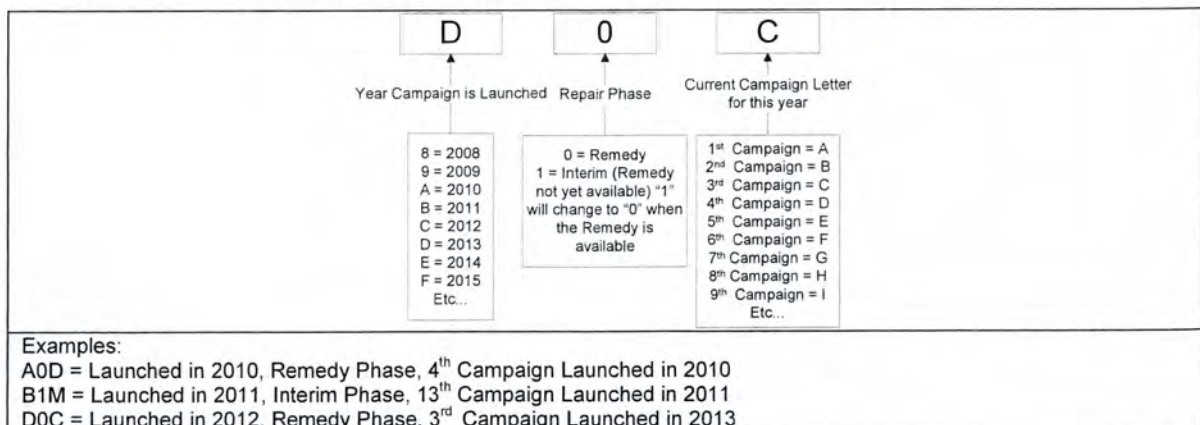 D 0 C
Year Campaign is Launched Repair Phase Current Campaign Letter
for this year
8 = 2008
9 = 2009
A = 2010
B = 2011
C = 2012
D = 2013
E = 2014
F = 2015
Etc...
0 = Remedy
1 = Interim (Remedy
not yet available) "1"
will change to "0" when
the Remedy is
available
1st Campaign = A
2nd Campaign = B
3rd Campaign = C
4th Campaign = D
5th Campaign = E
6th Campaign = F
7th Campaign = G
8th Campaign = H
9th Campaign = I
Etc...
Examples:
A0D = Launched in 2010, Remedy Phase, 4th Campaign Launched in 2010
B1M = Launched in 2011, Interim Phase, 13th Campaign Launched in 2011
D0C = Launched in 2012, Remedy Phase, 3rd Campaign Launched in 2013